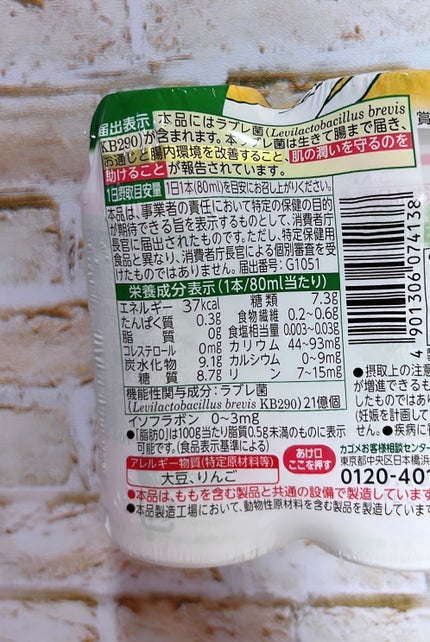 届出表示 本品にはラブレ菌(Levilactobacillus brevis
KB290)が含まれます。本ラブレ菌は生きて腸まで届き、
お通じと腸内環境を改善すること、肌の潤いを守るのを
助けることが報告されています。
1日摂取目安量 1日1本(80ml)を目安にお召し上がりください。
本品は、事業者の責任において特定の保健の目的
が期待できる旨を表示するものとして、消費者庁
長官に届出されたものです。ただし、特定保健用
食品と異なり、消費者庁長官による個別審査を受
けたものではありません。届出番号:G1051
栄養成分表示(1本/80ml当たり)
エネルギー 37kcal 糖類 7.3g
たんぱく質 0.3g 食物繊維 0.2~0.6g
脂質 0g 食塩相当量 0.003~0.03g
コレステロール 0mg カリウム 44~93mg
炭水化物 9.1g カルシウム 0~9mg
糖質 8.7g リン 7~15mg
機能性関与成分:ラブレ菌
(Levilactobacillus brevis KB290)21億個
イソフラボン 0~3mg
●「脂肪0」は100g当たり脂質0.5g未満のものに表示
可能です。(食品表示基準による)
アレルギー物質(特定原材料等)
大豆、りんご
あけ口
ここを押す
●本品は、ももを含む製品と共通の設備で製造しています
●本品製造工場において、動物性原材料を含む製品を製造していま
4 901306 074138
賞
●摂取上の注意
が増進できるも
したものではあ
(妊娠を計画して
せん。●疾病に
カゴメお客様相談センター
東京都中央区日本橋浜
0120-401